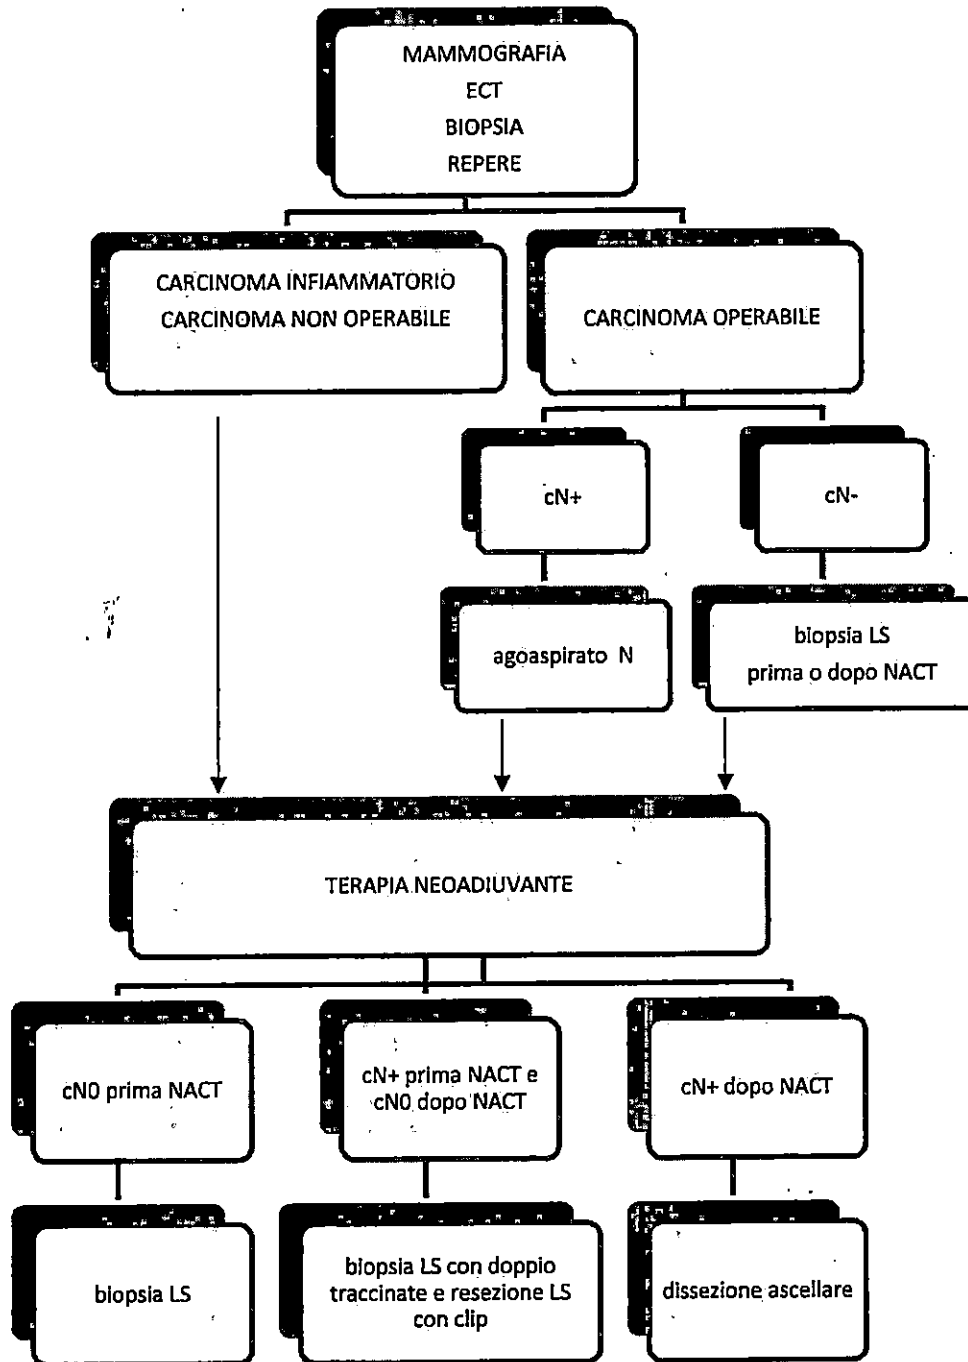 MAMMOGRAFIA
ECT
BIOPSIA
REPERE
CARCINOMA INFIAMMATORIO
CARCINOMA NON OPERABILE
CARCINOMA OPERABILE
cN+
cN-
agoaspirato N
biopsia LS
prima o dopo NACT
TERAPIA NEOADIUVANTE
cN0 prima NACT
cN+ prima NACT e
cN0 dopo NACT
cN+ dopo NACT
biopsia LS
biopsia LS con doppio
traccinate e resezione LS
con clip
dissezione ascellare